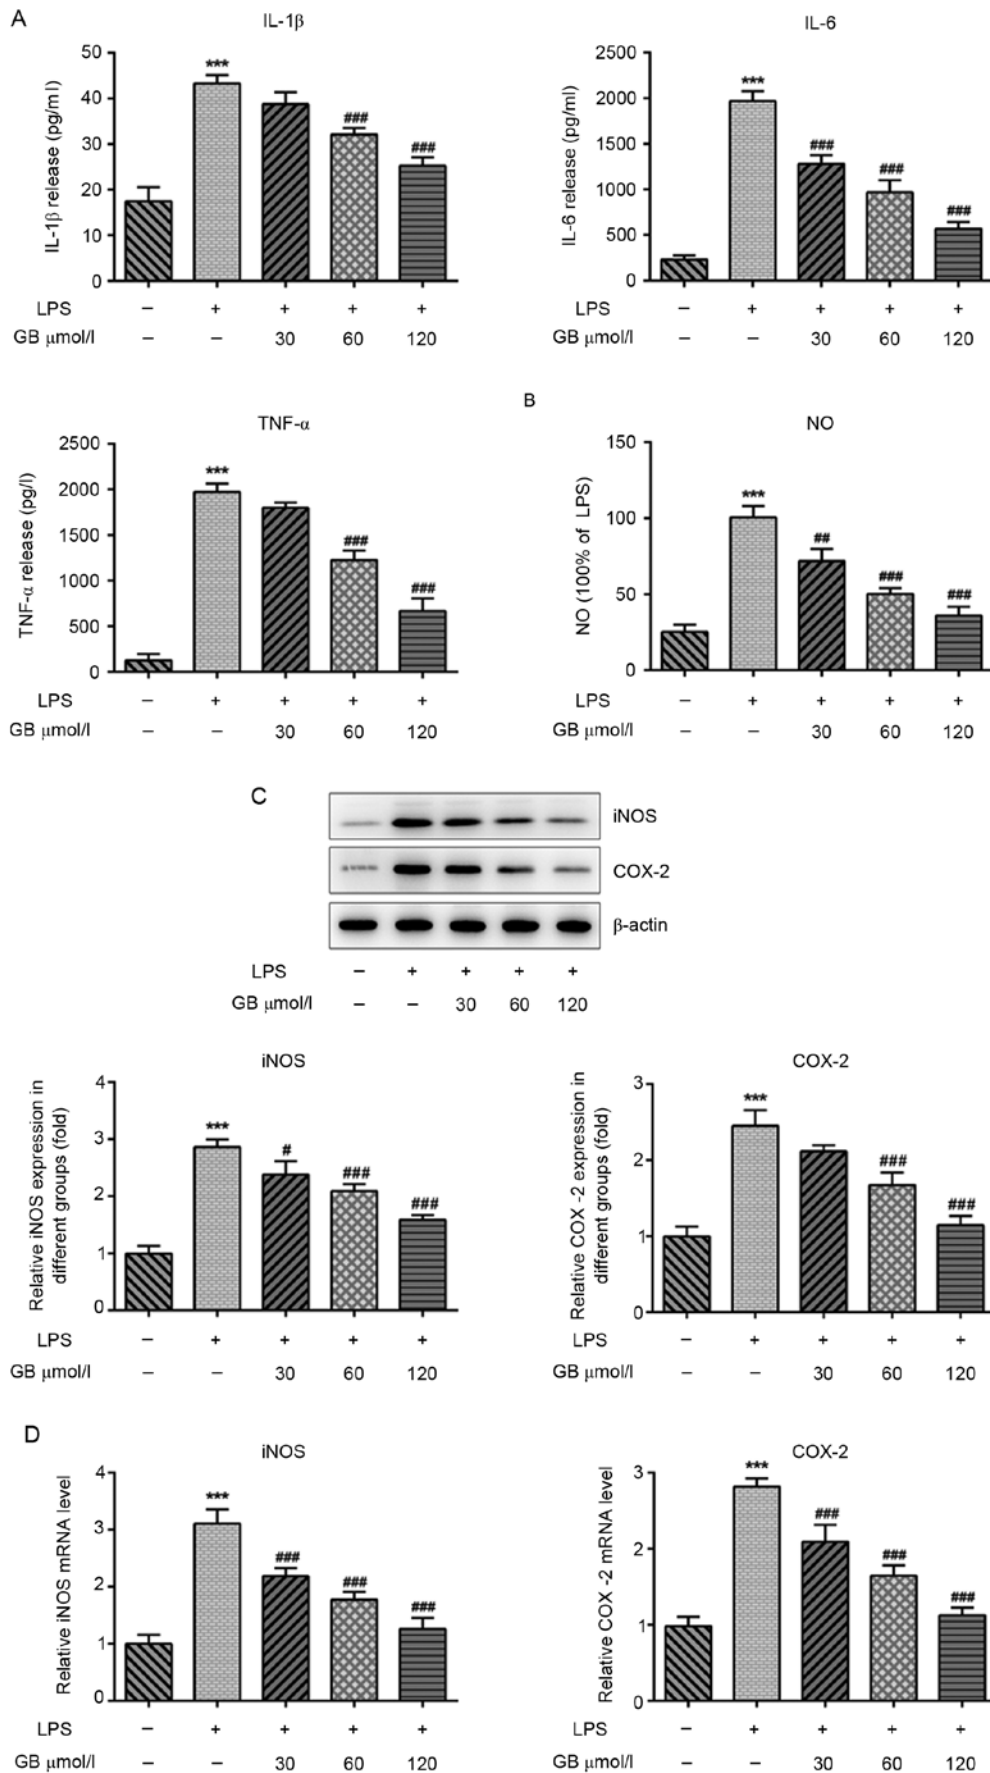 A
IL-1β
IL-1β release (pg/ml)
50
40
30
20
10
0
***
###
###
LPS – + + + +
GB μmol/l – – 30 60 120
IL-6
IL-6 release (pg/ml)
2500
2000
1500
1000
500
0
***
###
###
###
LPS – + + + +
GB μmol/l – – 30 60 120
TNF-α
TNF-α release (pg/l)
2500
2000
1500
1000
500
0
***
###
###
LPS – + + + +
GB μmol/l – – 30 60 120
B
NO
NO (100% of LPS)
150
100
50
0
***
##
###
###
LPS – + + + +
GB μmol/l – – 30 60 120
C
iNOS
COX-2
β-actin
LPS – + + + +
GB μmol/l – – 30 60 120
iNOS
Relative iNOS expression in
different groups (fold)
4
3
2
1
0
***
#
###
###
LPS – + + + +
GB μmol/l – – 30 60 120
COX-2
Relative COX -2 expression in
different groups (fold)
3
2
1
0
***
###
###
LPS – + + + +
GB μmol/l – – 30 60 120
D
iNOS
Relative iNOS mRNA level
4
3
2
1
0
***
###
###
###
LPS – + + + +
GB μmol/l – – 30 60 120
COX-2
Relative COX -2 mRNA level
3
2
1
0
***
###
###
###
LPS – + + + +
GB μmol/l – – 30 60 120